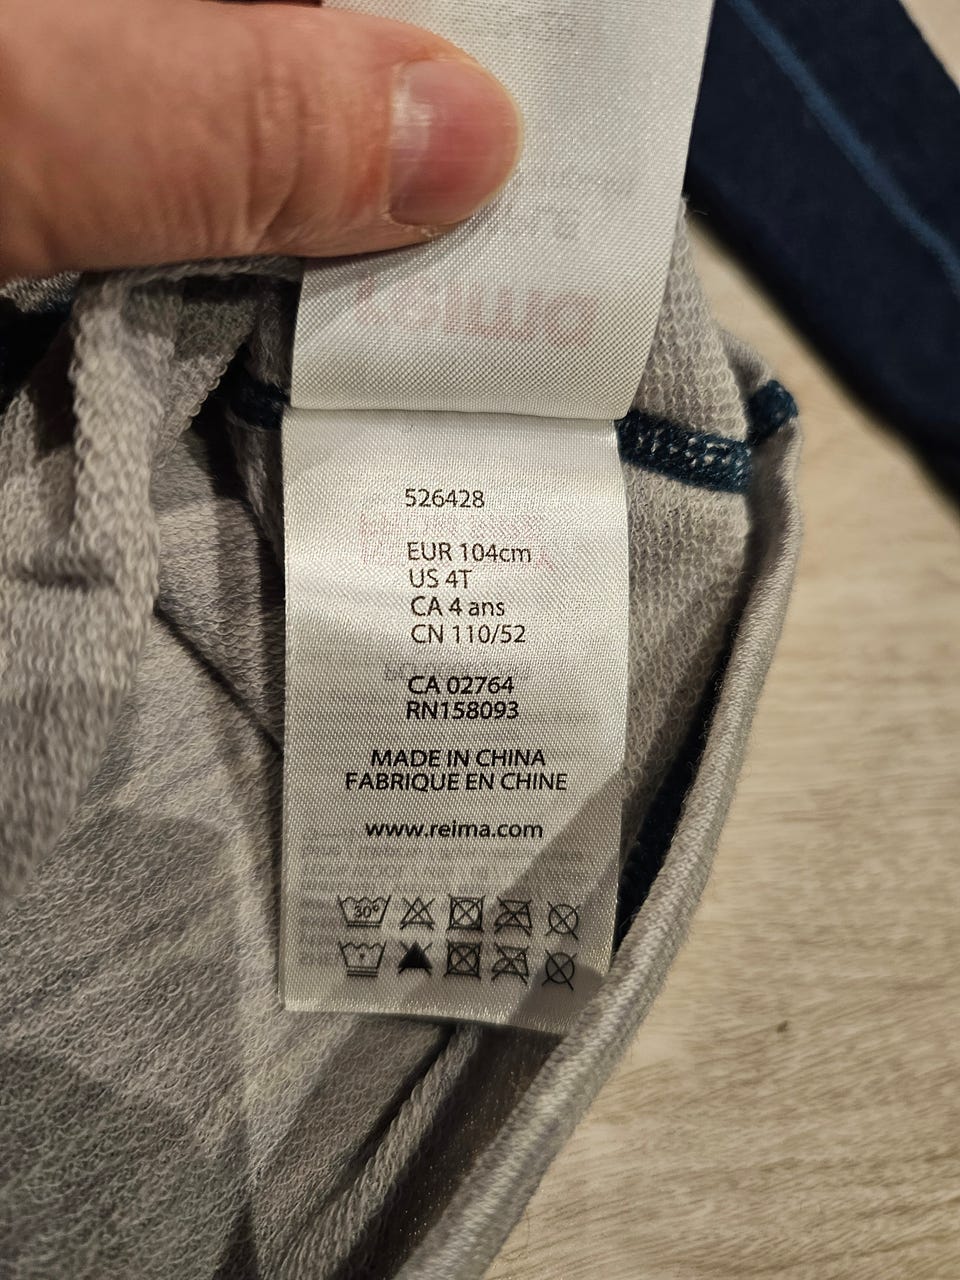 526428
EUR 104cm
US 4T
CA 4 ans
CN 110/52
CA 02764
RN158093
MADE IN CHINA
FABRIQUE EN CHINE
www.reima.com
30°